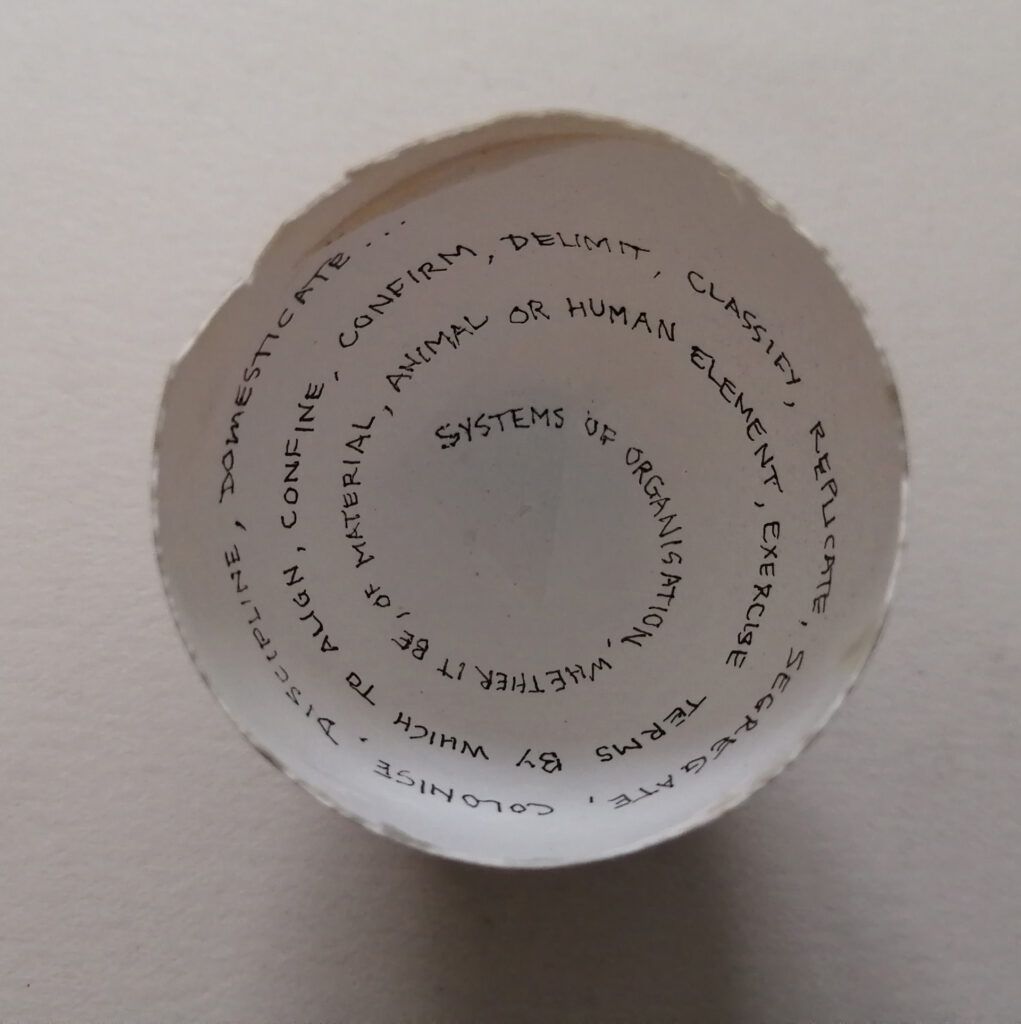 SYSTEMS OF ORGANISATION, WHETHER IT BE, OF MATERIAL, ANIMAL OR HUMAN ELEMENT, EXERCISE TERMS BY WHICH TO ALIGN, CONFINE, CONFIRM, DELIMIT, CLASSIFY, REPLICATE, SEGREGATE, COLONISE, DISCIPLINE, DOMESTICATE...